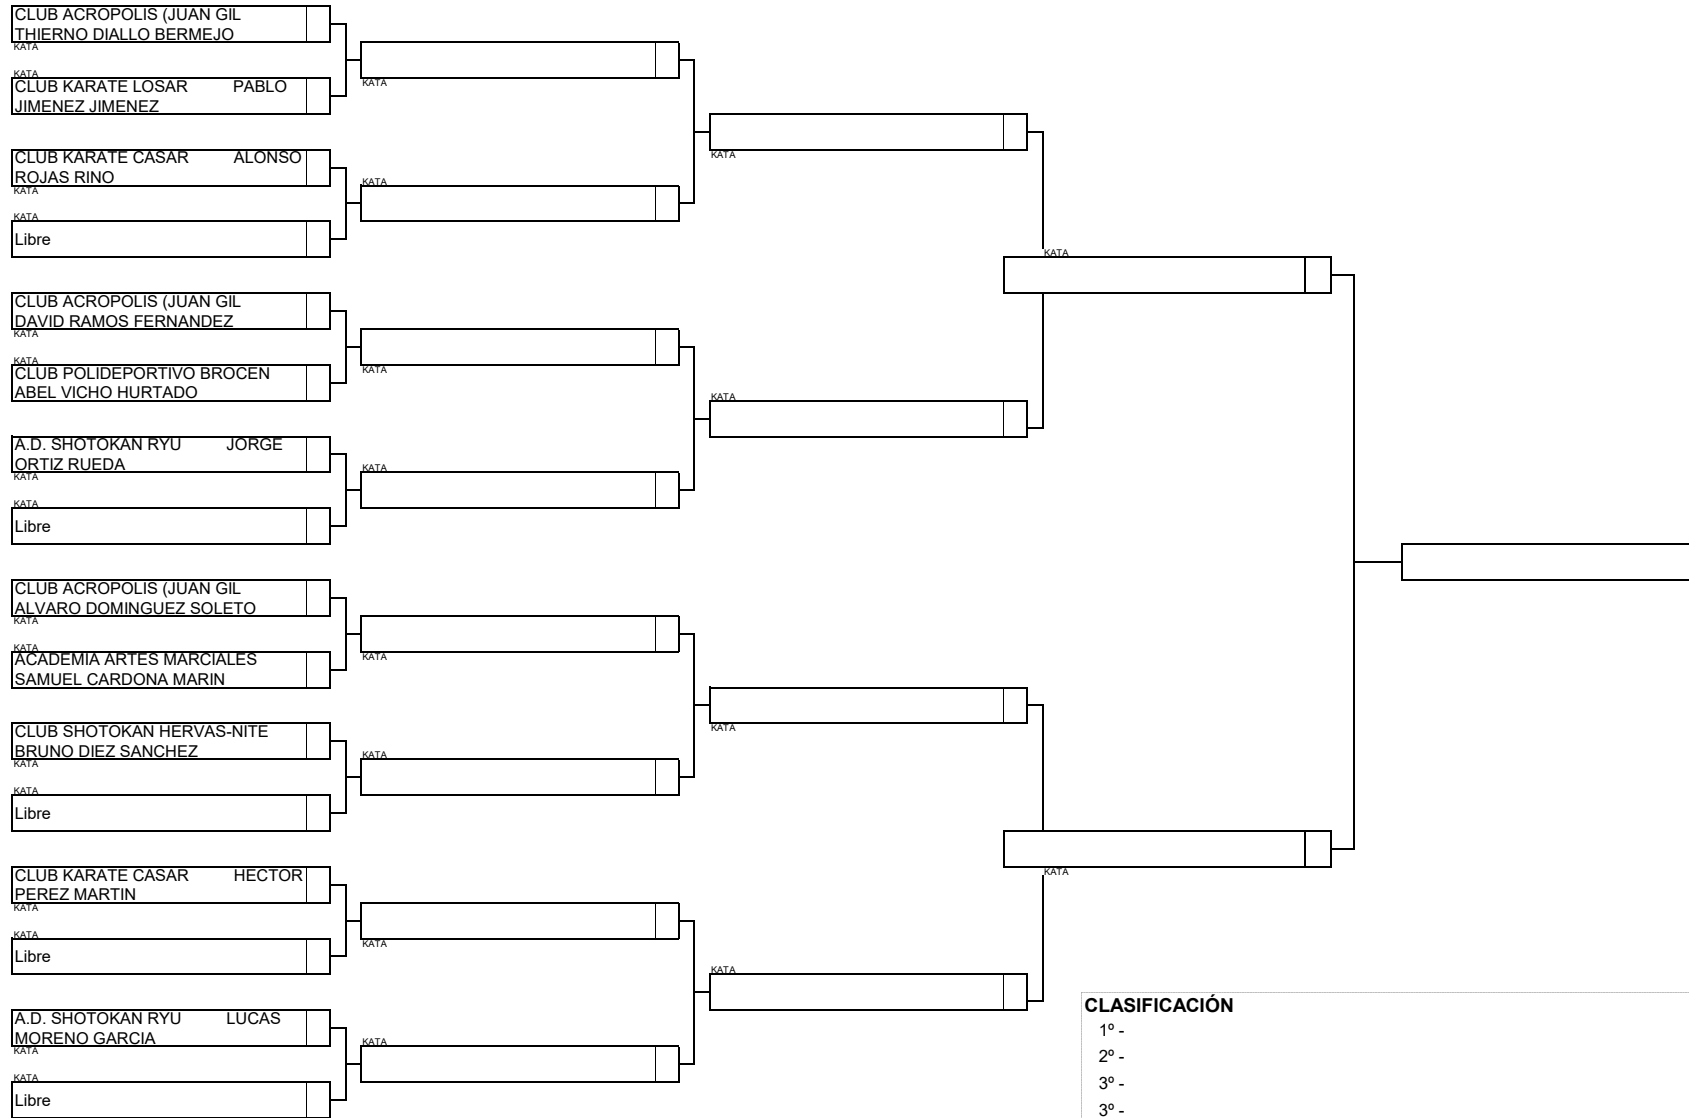 CLUB ACROPOLIS (JUAN GIL
THIERNO DIALLO BERMEJO
KATA
KATA
CLUB KARATE LOSAR PABLO
JIMENEZ JIMENEZ
CLUB KARATE CASAR ALONSO
ROJAS RINO
KATA
KATA
Libre
CLUB ACROPOLIS (JUAN GIL
DAVID RAMOS FERNANDEZ
KATA
KATA
CLUB POLIDEPORTIVO BROCEN
ABEL VICHO HURTADO
A.D. SHOTOKAN RYU JORGE
ORTIZ RUEDA
KATA
KATA
Libre
CLUB ACROPOLIS (JUAN GIL
ALVARO DOMINGUEZ SOLETO
KATA
KATA
ACADEMIA ARTES MARCIALES
SAMUEL CARDONA MARIN
CLUB SHOTOKAN HERVAS-NITE
BRUNO DIEZ SANCHEZ
KATA
KATA
Libre
CLUB KARATE CASAR HECTOR
PEREZ MARTIN
KATA
KATA
Libre
A.D. SHOTOKAN RYU LUCAS
MORENO GARCIA
KATA
KATA
Libre
KATA
KATA
KATA
KATA
KATA
KATA
KATA
KATA
KATA
KATA
KATA
KATA
KATA
KATA
CLASIFICACIÓN
1º -
2º -
3º -
3º -